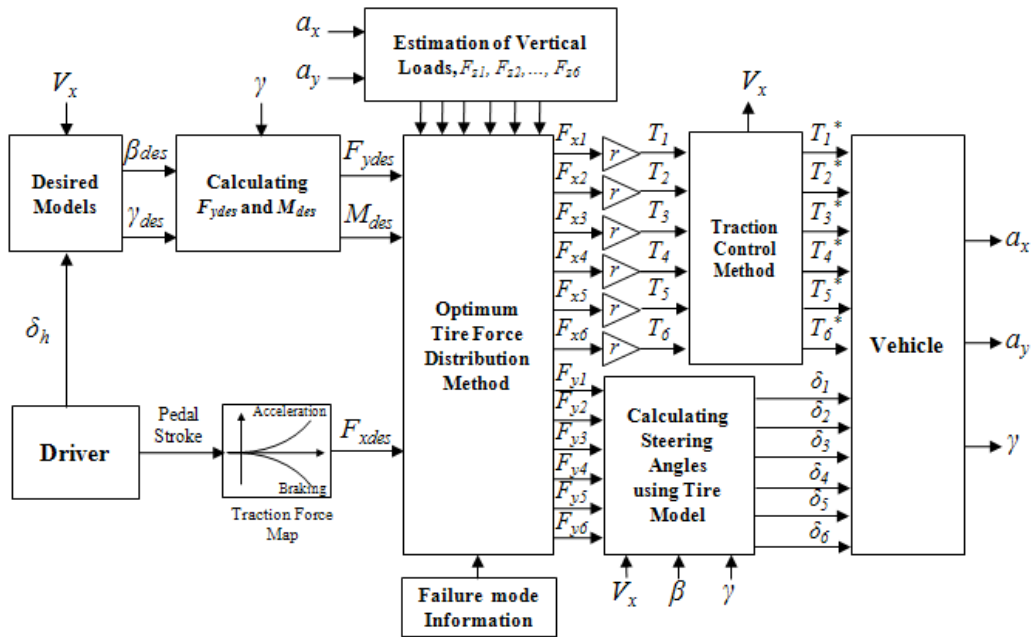 a_x
a_y
Estimation of Vertical
Loads, F_z1, F_z2,..., F_z6
V_x
γ
V_x
Desired
Models
β_des
γ_des
Calculating
F_ydes and M_des
F_ydes
M_des
Optimum
Tire Force
Distribution
Method
F_x1
F_x2
F_x3
F_x4
F_x5
F_x6
r
r
r
r
r
r
T_1
T_2
T_3
T_4
T_5
T_6
Traction
Control
Method
T_1*
T_2*
T_3*
T_4*
T_5*
T_6*
Vehicle
a_x
a_y
γ
δ_h
Driver
Pedal
Stroke
Acceleration
Braking
Traction Force
Map
F_xdes
F_y1
F_y2
F_y3
F_y4
F_y5
F_y6
Calculating
Steering
Angles
using Tire
Model
δ_1
δ_2
δ_3
δ_4
δ_5
δ_6
V_x
β
γ
Failure mode
Information